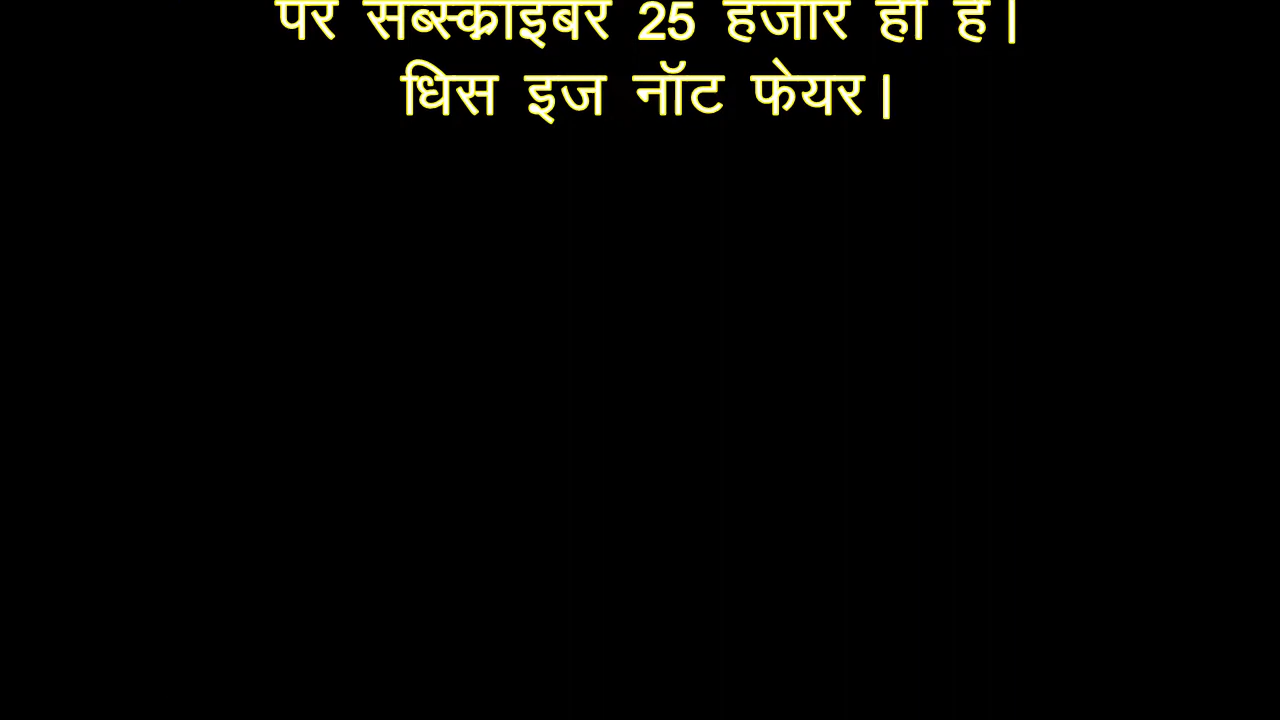 पर सब्स्क्राइबर 25 हजार ही हैं।
धिस इज नॉट फेयर।